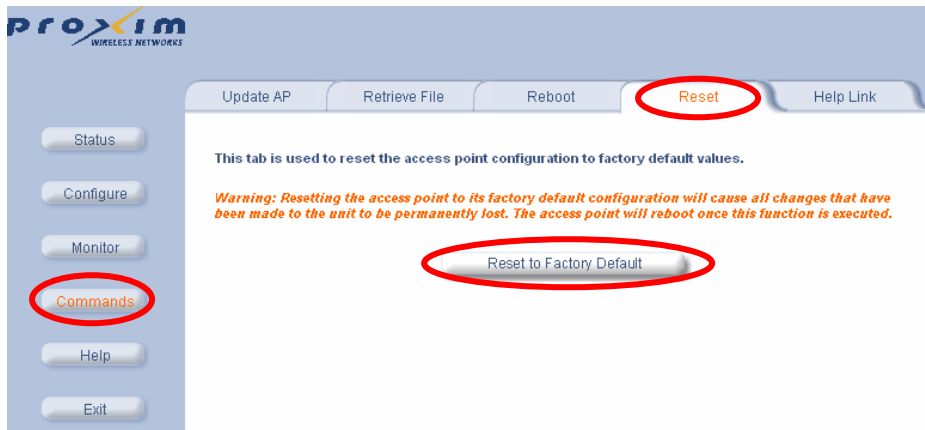 proxim
WIRELESS NETWORKS
Update AP
Retrieve File
Reboot
Reset
Help Link
Status
Configure
Monitor
Commands
Help
Exit
This tab is used to reset the access point configuration to factory default values.
Warning: Resetting the access point to its factory default configuration will cause all changes that have
been made to the unit to be permanently lost. The access point will reboot once this function is executed.
Reset to Factory Default